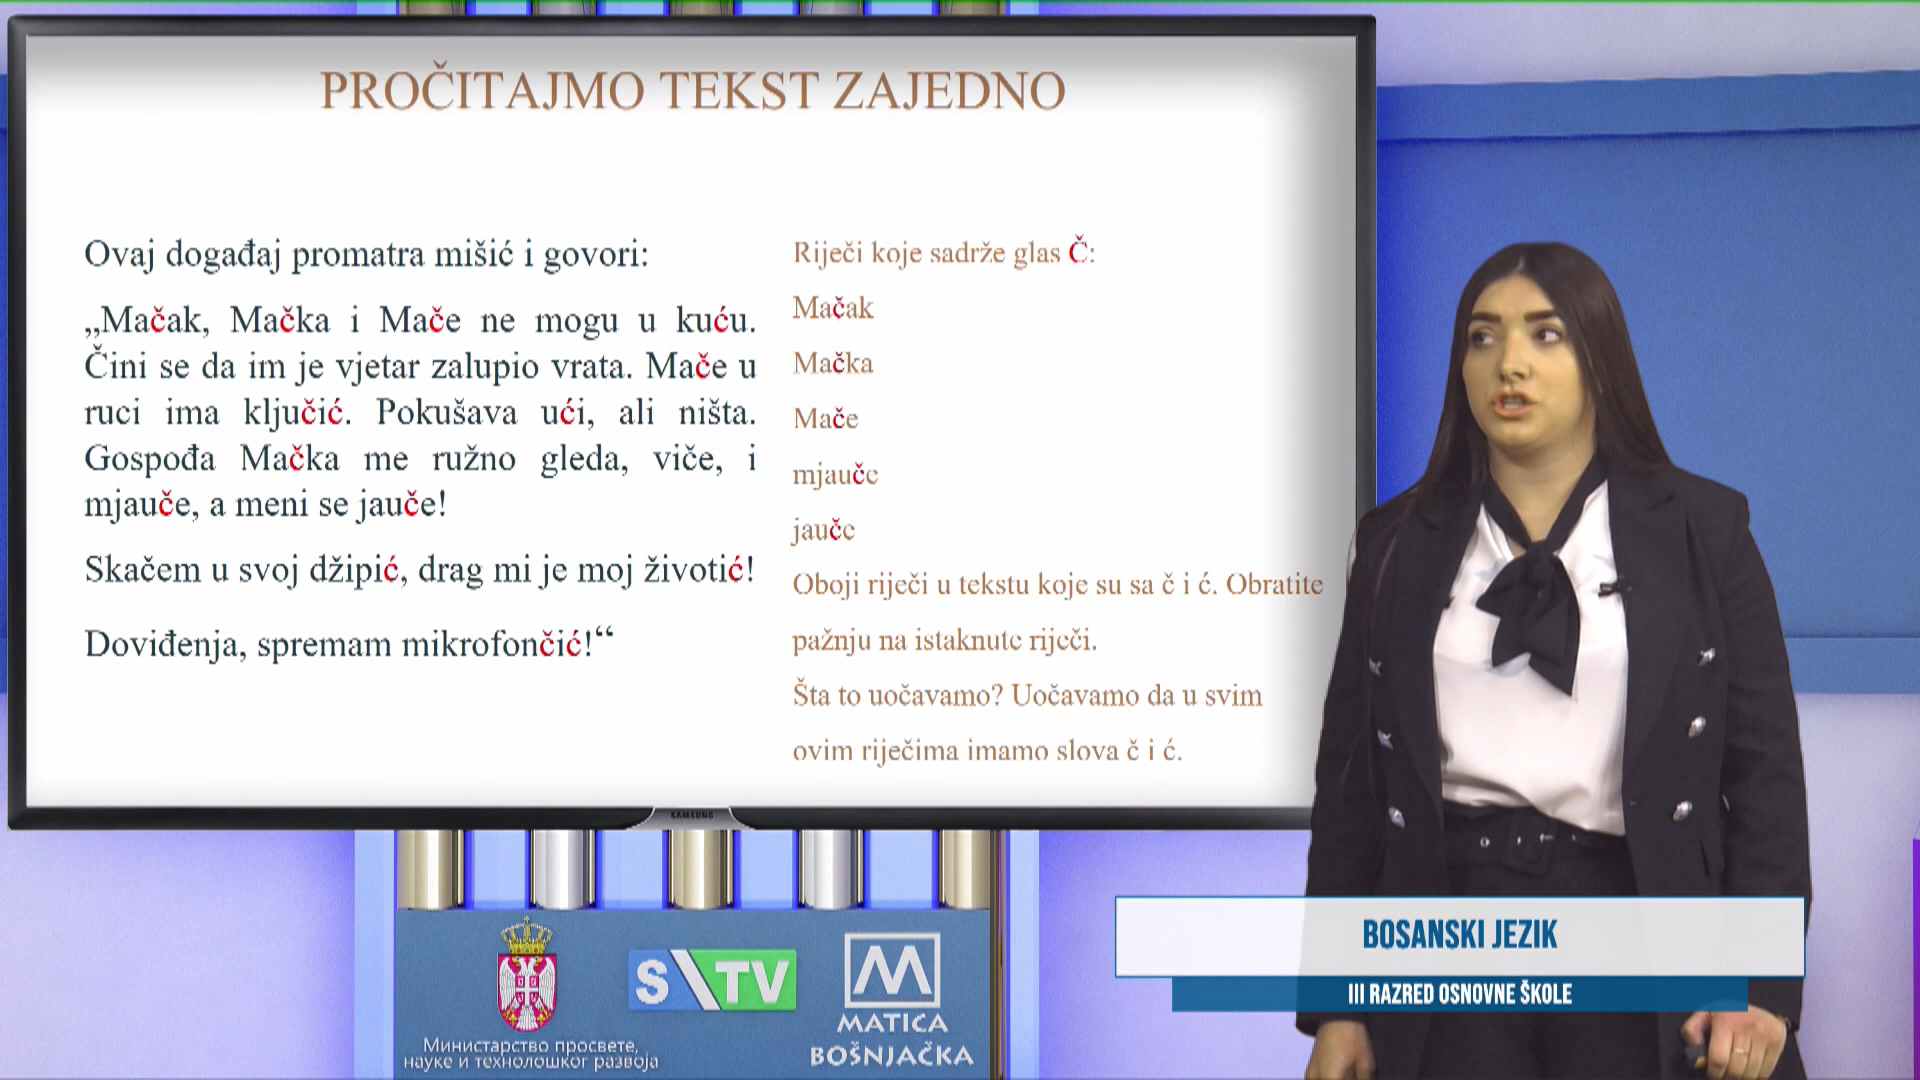 PROČITAJMO TEKST ZAJEDNO
Ovaj događaj promatra mišić i govori:
„Mačak, Mačka i Mače ne mogu u kuću.
Čini se da im je vjetar zalupio vrata. Mače u
ruci ima ključić. Pokušava ući, ali ništa.
Gospođa Mačka me ružno gleda, viče, i
mjauče, a meni se jauče!
Skačem u svoj džipić, drag mi je moj životić!
Doviđenja, spremam mikrofončić!“
Riječi koje sadrže glas Č:
Mačak
Mačka
Mače
mjauče
jauče
Oboji riječi u tekstu koje su sa č i ć. Obratite
pažnju na istaknute riječi.
Šta to uočavamo? Uočavamo da u svim
ovim riječima imamo slova č i ć.
SAMSUNG
BOSANSKI JEZIK
III RAZRED OSNOVNE ŠKOLE
Министарство просвете,
науке и технолошког развоја
S TV
MATICA
BOŠNJAČKA